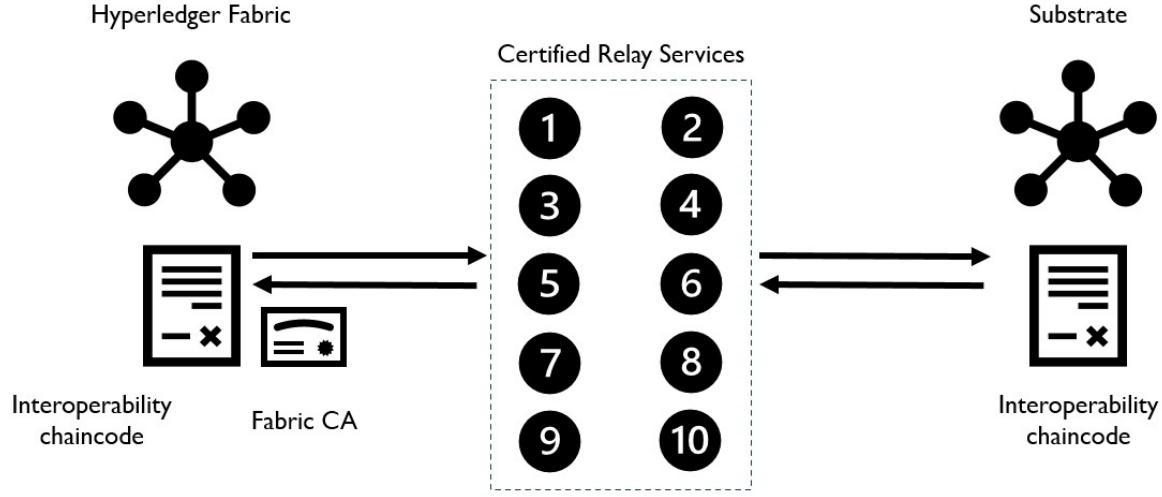 Hyperledger Fabric
Substrate
Certified Relay Services
1
2
3
4
5
6
7
8
9
10
Interoperability
chaincode
Fabric CA
Interoperability
chaincode